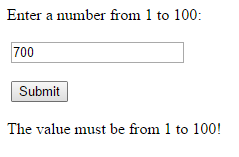 Enter a number from 1 to 100:
700
Submit
The value must be from 1 to 100!